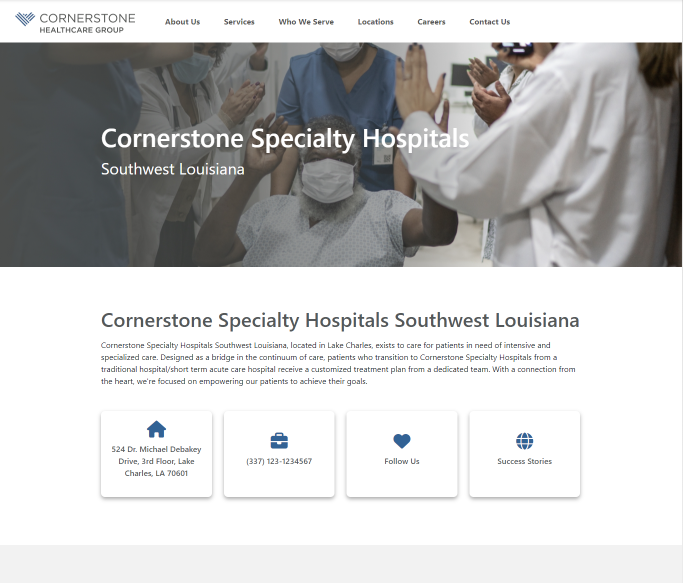 CORNERSTONE
HEALTHCARE GROUP
About Us Services Who We Serve Locations Careers Contact Us
Cornerstone Specialty Hospitals
Southwest Louisiana
Cornerstone Specialty Hospitals Southwest Louisiana
Cornerstone Specialty Hospitals Southwest Louisiana, located in Lake Charles, exists to care for patients in need of intensive and
specialized care. Designed as a bridge in the continuum of care, patients who transition to Cornerstone Specialty Hospitals from a
traditional hospital/short term acute care hospital receive a customized treatment plan from a dedicated team. With a connection from
the heart, we're focused on empowering our patients to achieve their goals.
524 Dr. Michael Debakey
Drive, 3rd Floor, Lake
Charles, LA 70601
(337) 123-1234567
Follow Us
Success Stories